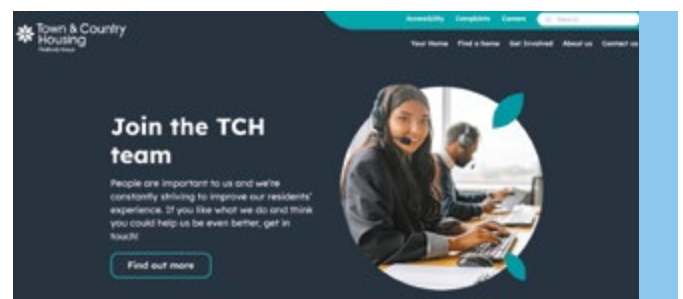 Accessibility Complaints Careers Search
Town & Country
Housing
Peabody Group
Your Home Find a home Get Involved About us Contact us
Join the TCH
team
People are important to us and we're
constantly striving to improve our residents'
experience. If you like what we do and think
you could help us be even better, get in
touch!
Find out more